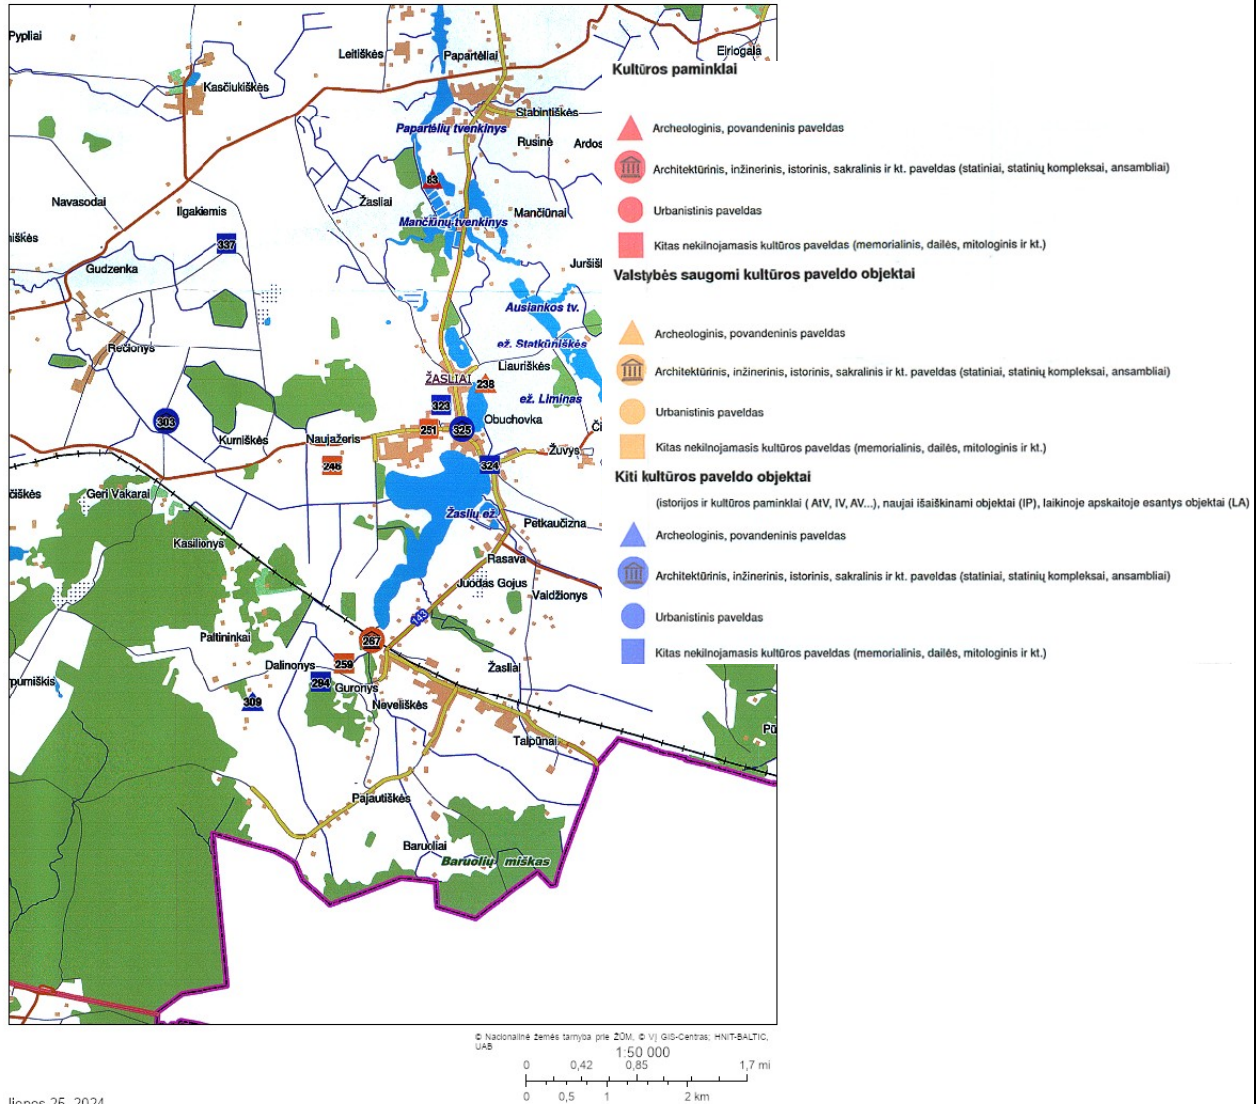 Pypliai
Leitiškės
Papartėliai
Eiriogala
Kasčiukiškės
Stabintiškės
Papartėlių tvenkinys
Rusinė
Ardos
83
Navasodai
Ilgakiemis
Žasliai
Mančiūnai
Mančiūnų tvenkinys
niškės
337
Gudzenka
Juršiš
Ausiankos tv.
ež. Statkūniškės
Rečionys
Liauriškės
ŽASLIAI
238
ež. Liminas
323
303
251
325
Obuchovka
Kurniškės
Naujažeris
Žuvys
246
324
čiškės
Geri Vakarai
Žaslių ež.
Petkaučizna
Kasilionys
Rasava
Juodas Gojus
Valdžionys
143
Paltininkai
267
Dalinonys
259
Žasliai
294
Guronys
309
Neveliškės
Pū
Talpūnai
Pajautiškės
Baruoliai
Baruolių miškas
Kultūros paminklai
Archeologinis, povandeninis paveldas
Architektūrinis, inžinerinis, istorinis, sakralinis ir kt. paveldas (statiniai, statinių kompleksai, ansambliai)
Urbanistinis paveldas
Kitas nekilnojamasis kultūros paveldas (memorialinis, dailės, mitologinis ir kt.)
Valstybės saugomi kultūros paveldo objektai
Archeologinis, povandeninis paveldas
Architektūrinis, inžinerinis, istorinis, sakralinis ir kt. paveldas (statiniai, statinių kompleksai, ansambliai)
Urbanistinis paveldas
Kitas nekilnojamasis kultūros paveldas (memorialinis, dailės, mitologinis ir kt.)
Kiti kultūros paveldo objektai
(istorijos ir kultūros paminklai ( AtV, IV, AV...), naujai išaiškinami objektai (IP), laikinoje apskaitoje esantys objektai (LA)
Archeologinis, povandeninis paveldas
Architektūrinis, inžinerinis, istorinis, sakralinis ir kt. paveldas (statiniai, statinių kompleksai, ansambliai)
Urbanistinis paveldas
Kitas nekilnojamasis kultūros paveldas (memorialinis, dailės, mitologinis ir kt.)
© Nacionalinė žemės tarnyba prie ŽŪM, © VĮ GIS-Centras; HNIT-BALTIC,
UAB
1:50 000
0 0,42 0,85 1,7 mi
0 0,5 1 2 km
liepos 25, 2024